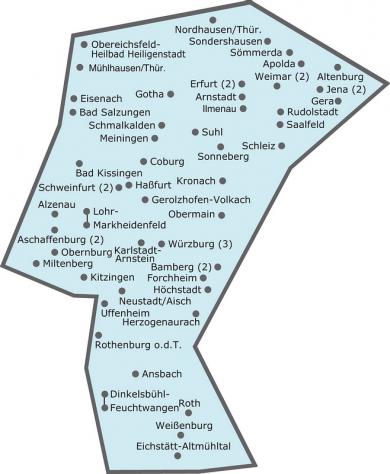 Nordhausen/Thür.
Obereichsfeld-
Heilbad Heiligenstadt
Sondershausen
Sömmerda
Mühlhausen/Thür.
Apolda
Altenburg
Weimar (2)
Erfurt (2)
Jena (2)
Gotha
Eisenach
Arnstadt
Gera
Bad Salzungen
Ilmenau
Rudolstadt
Schmalkalden
Saalfeld
Suhl
Meiningen
Schleiz
Sonneberg
Coburg
Bad Kissingen
Kronach
Schweinfurt (2)
Haßfurt
Gerolzhofen-Volkach
Alzenau
Lohr-
Obermain
Markheidenfeld
Aschaffenburg (2)
Würzburg (3)
Obernburg
Karlstadt-
Arnstein
Miltenberg
Bamberg (2)
Kitzingen
Forchheim
Höchstadt
Neustadt/Aisch
Uffenheim
Herzogenaurach
Rothenburg o.d.T.
Ansbach
Dinkelsbühl-
Feuchtwangen
Roth
Weißenburg
Eichstätt-Altmühltal